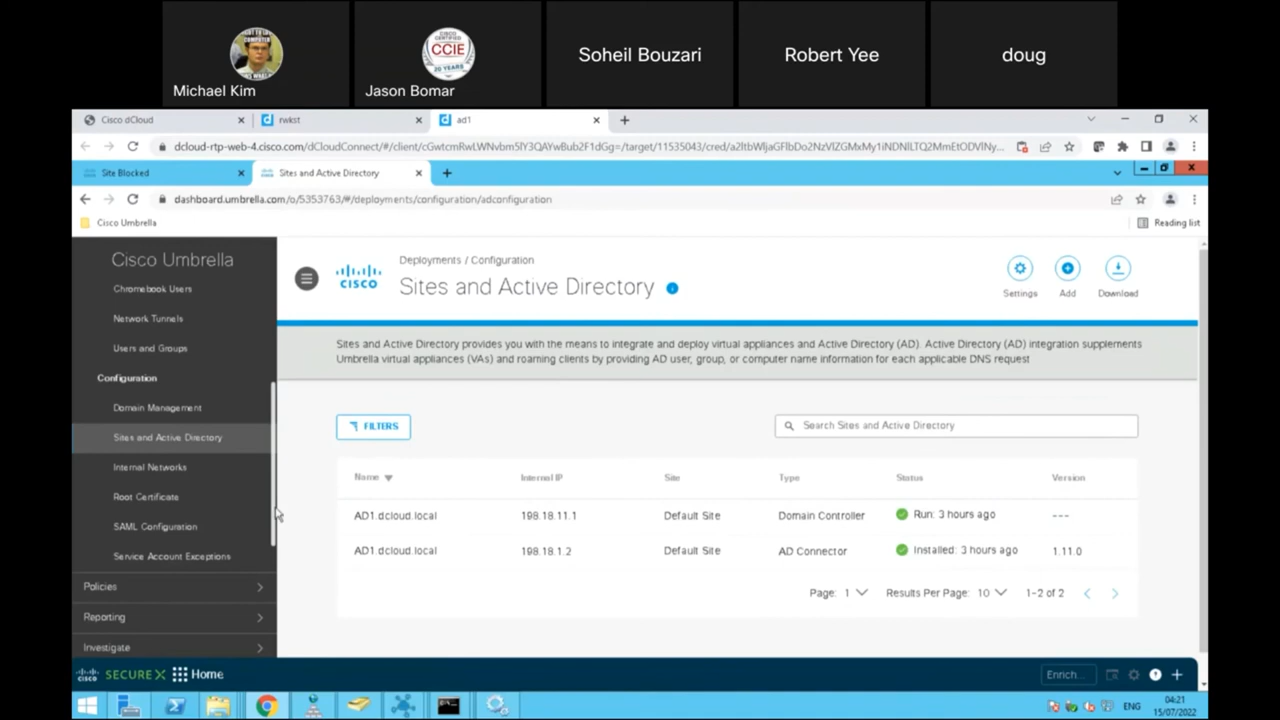 Michael Kim
CISCO CERTIFIED
CCIE
20 YEARS
Jason Bomar
Soheil Bouzari
Robert Yee
doug
Cisco dCloud
rwkst
ad1
Site Blocked
Sites and Active Directory
dashboard.umbrella.com/o/5353763/#/deployments/configuration/adconfiguration
Cisco Umbrella
Reading list
Cisco Umbrella
Chromebook Users
Network Tunnels
Users and Groups
Configuration
Domain Management
Sites and Active Directory
Internal Networks
Root Certificate
SAML Configuration
Service Account Exceptions
Policies
Reporting
Investigate
CISCO
Deployments / Configuration
Sites and Active Directory
Settings
Add
Download
Sites and Active Directory provides you with the means to integrate and deploy virtual appliances and Active Directory (AD). Active Directory (AD) integration supplements
Umbrella virtual appliances (VAs) and roaming clients by providing AD user, group, or computer name information for each applicable DNS request
FILTERS
Search Sites and Active Directory
Name Internal IP Site Type Status Version
AD1.dcloud.local 198.18.11.1 Default Site Domain Controller Run: 3 hours ago ---
AD1.dcloud.local 198.18.1.2 Default Site AD Connector Installed: 3 hours ago 1.11.0
Page: 1 Results Per Page: 10 1-2 of 2
CISCO SECUREX Home
Enrich...
ENG
04:21
15/07/2022